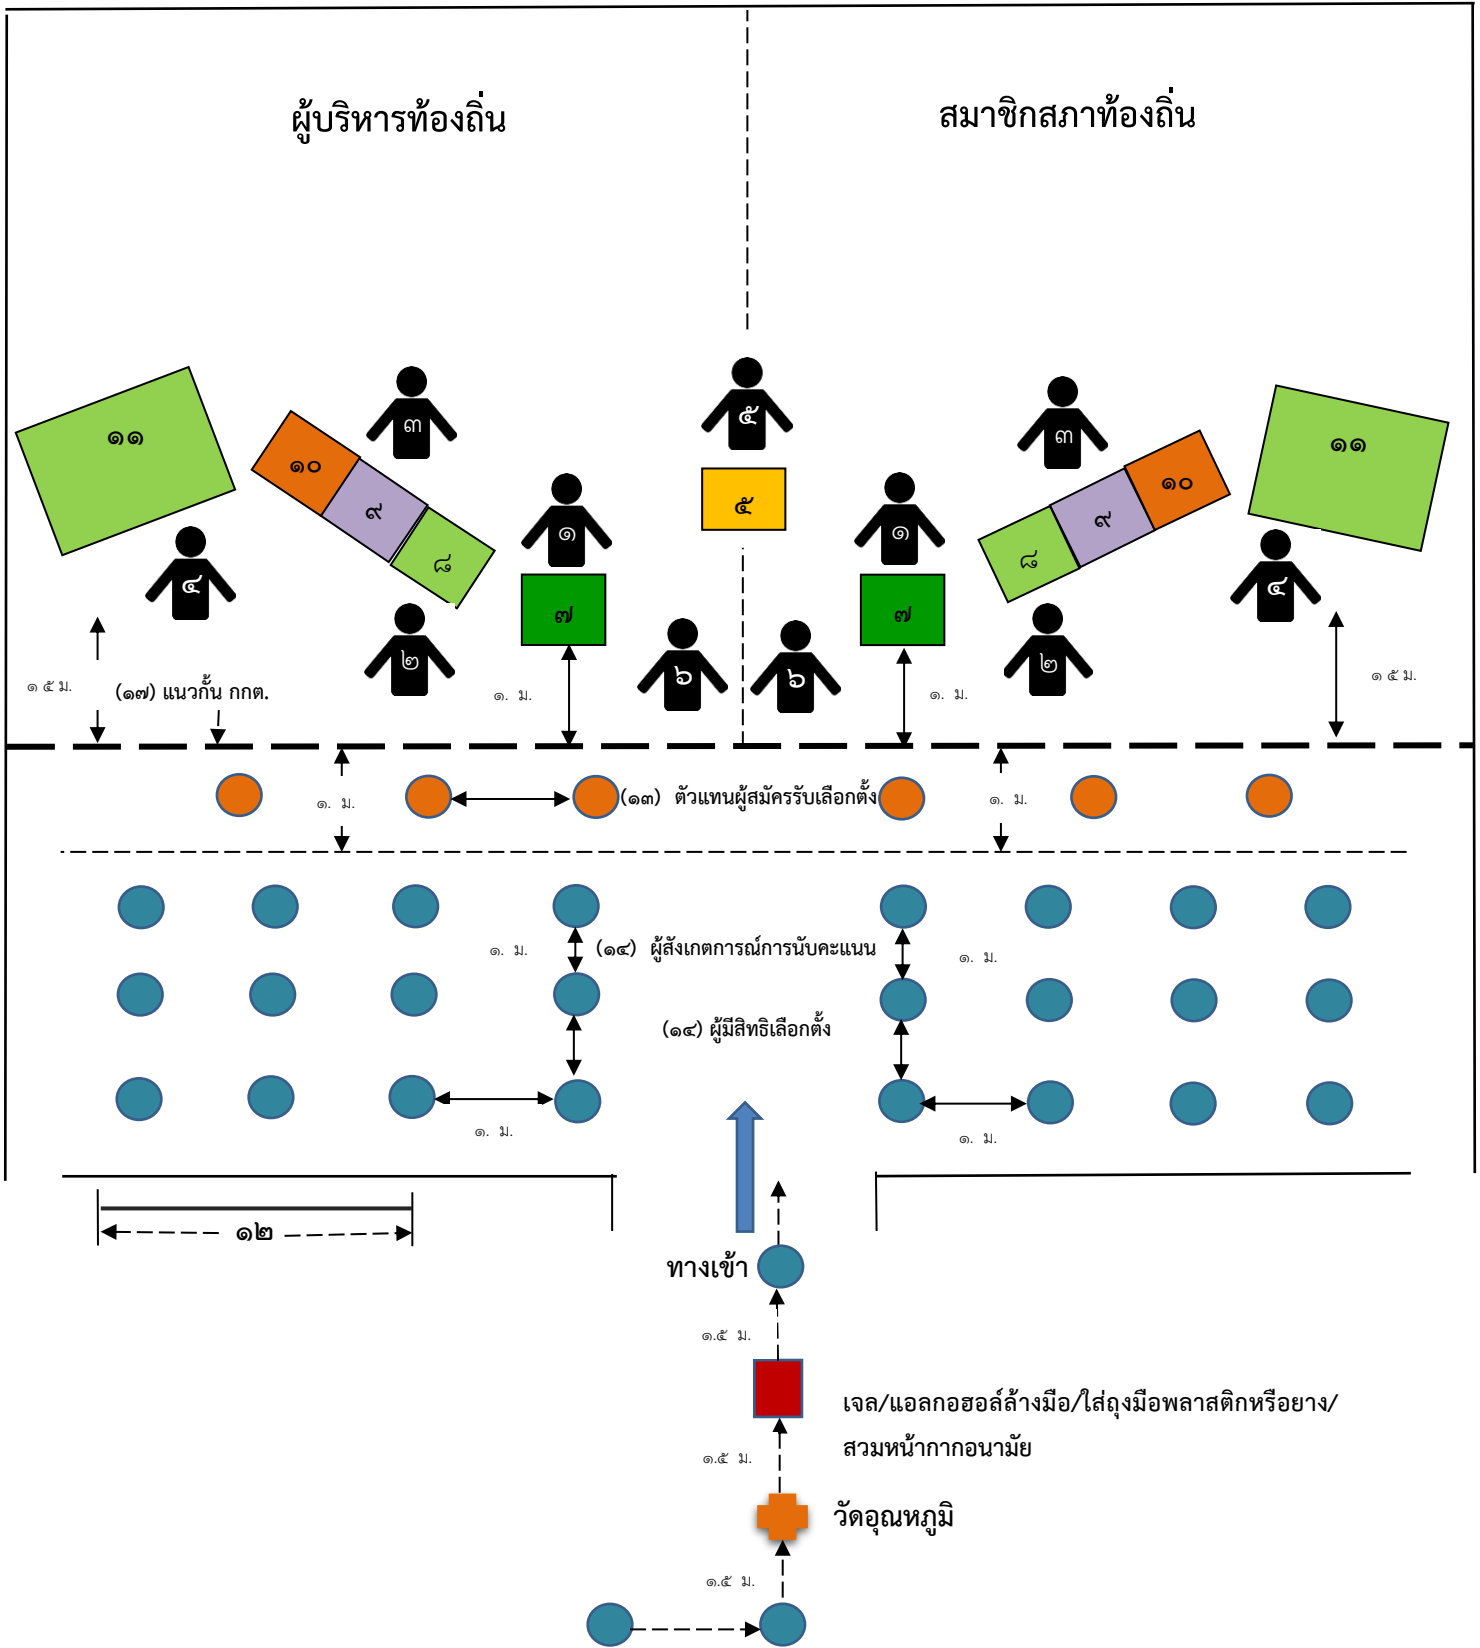 ผู้บริหารท้องถิ่น
สมาชิกสภาท้องถิ่น
๓
๕
๓
๑๑
๑๐
๙
๘
๑
๕
๑
๘
๙
๑๐
๑๑
๔
๒
๗
๖
๖
๗
๒
๔
๑ ๕ ม.
(๑๗) แนวกั้น กกต.
๑. ม.
๑. ม.
๑ ๕ ม.
๑. ม.
(๑๓) ตัวแทนผู้สมัครรับเลือกตั้ง
๑. ม.
๑. ม.
(๑๔) ผู้สังเกตการณ์การนับคะแนน
๑. ม.
(๑๔) ผู้มีสิทธิเลือกตั้ง
๑. ม.
๑. ม.
๑๒
ทางเข้า
๑.๕ ม.
เจล/แอลกอฮอล์ล้างมือ/ใส่ถุงมือพลาสติกหรือยาง/
สวมหน้ากากอนามัย
๑.๕ ม.
วัดอุณหภูมิ
๑.๕ ม.